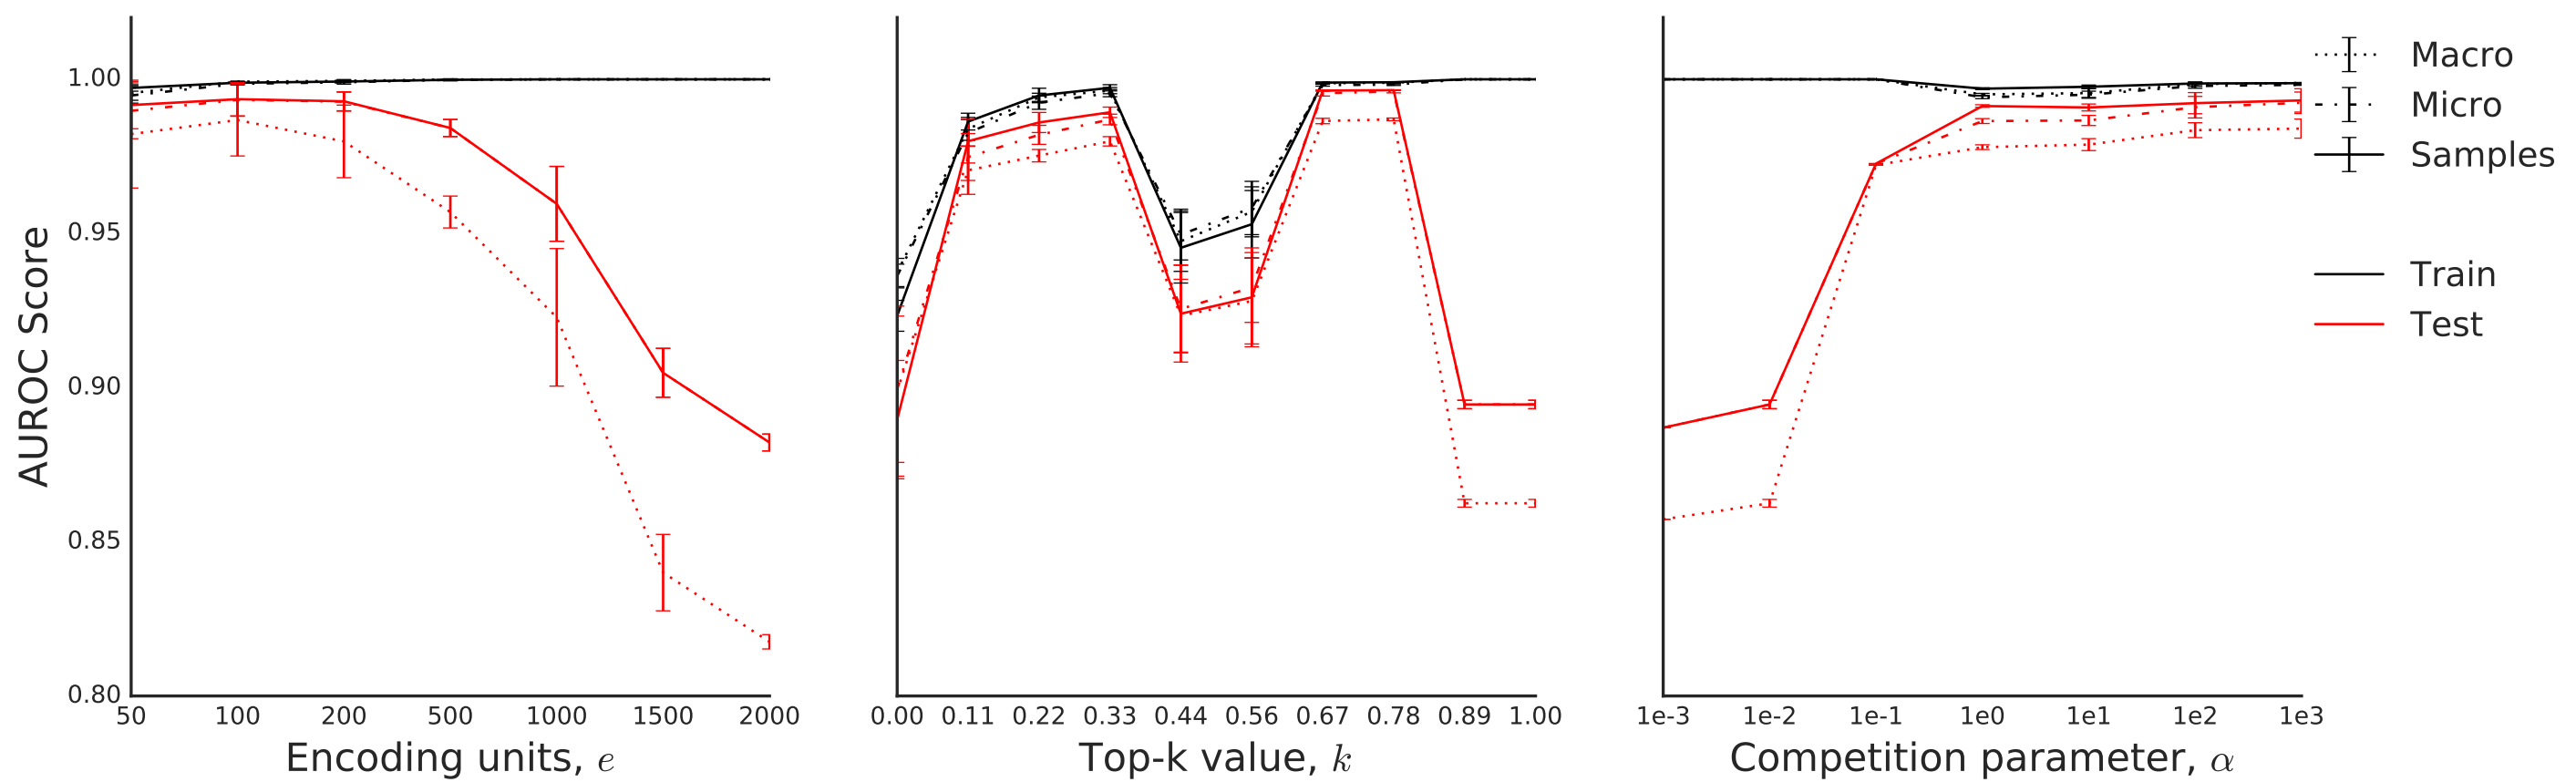 AUROC Score
1.00
0.95
0.90
0.85
0.80
50 100 200 500 1000 1500 2000
Encoding units, e
0.00 0.11 0.22 0.33 0.44 0.56 0.67 0.78 0.89 1.00
Top-k value, k
1e-3 1e-2 1e-1 1e0 1e1 1e2 1e3
Competition parameter, α
Macro
Micro
Samples
Train
Test